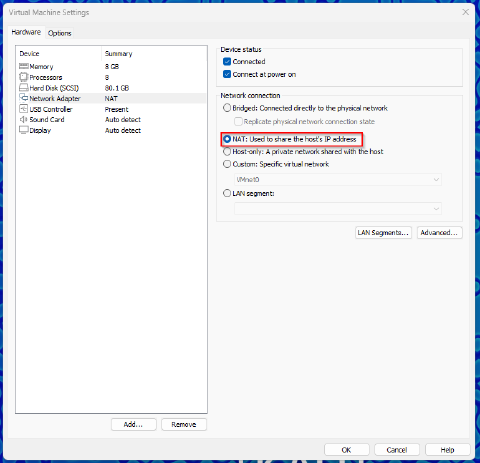 Virtual Machine Settings
Hardware Options
Device Summary
Memory 8 GB
Processors 8
Hard Disk (SCSI) 80.1 GB
Network Adapter NAT
USB Controller Present
Sound Card Auto detect
Display Auto detect
Add... Remove
Device status
Connected
Connect at power on
Network connection
Bridged: Connected directly to the physical network
Replicate physical network connection state
NAT: Used to share the host's IP address
Host-only: A private network shared with the host
Custom: Specific virtual network
VMnet0
LAN segment:
LAN Segments... Advanced...
OK Cancel Help